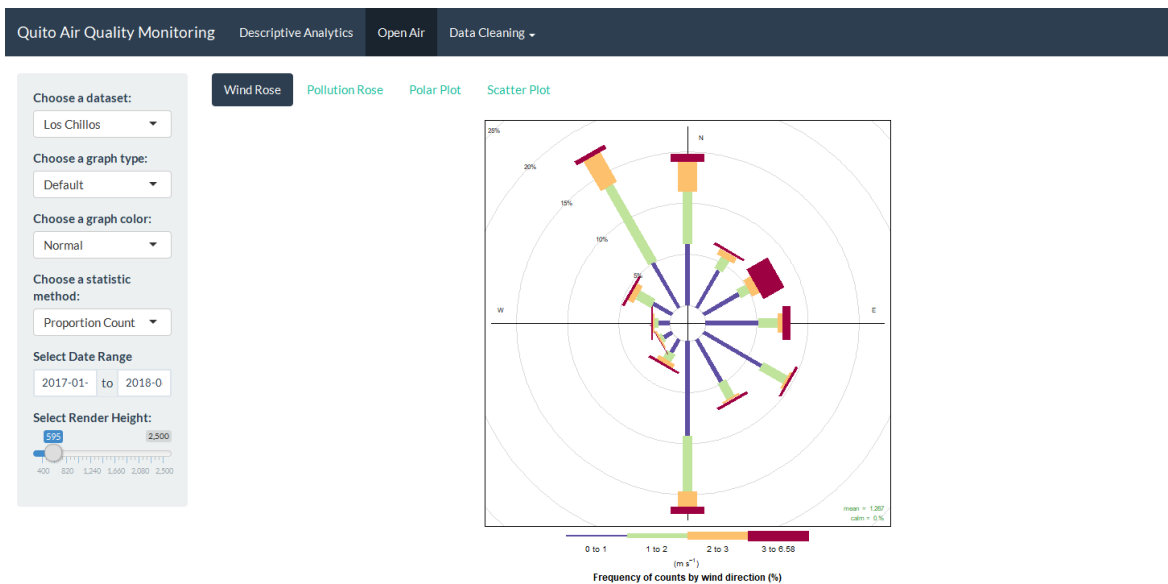 Quito Air Quality Monitoring Descriptive Analytics Open Air Data Cleaning
Choose a dataset:
Los Chillos
Choose a graph type:
Default
Choose a graph color:
Normal
Choose a statistic
method:
Proportion Count
Select Date Range
2017-01- to 2018-0
Select Render Height:
595 2,500
400 820 1,240 1,660 2,080 2,500
Wind Rose Pollution Rose Polar Plot Scatter Plot
25%
N
20%
15%
10%
5%
W E
mean = 1.267
calm = 0.%
0 to 1 1 to 2 2 to 3 3 to 6.58
(m s⁻¹)
Frequency of counts by wind direction (%)